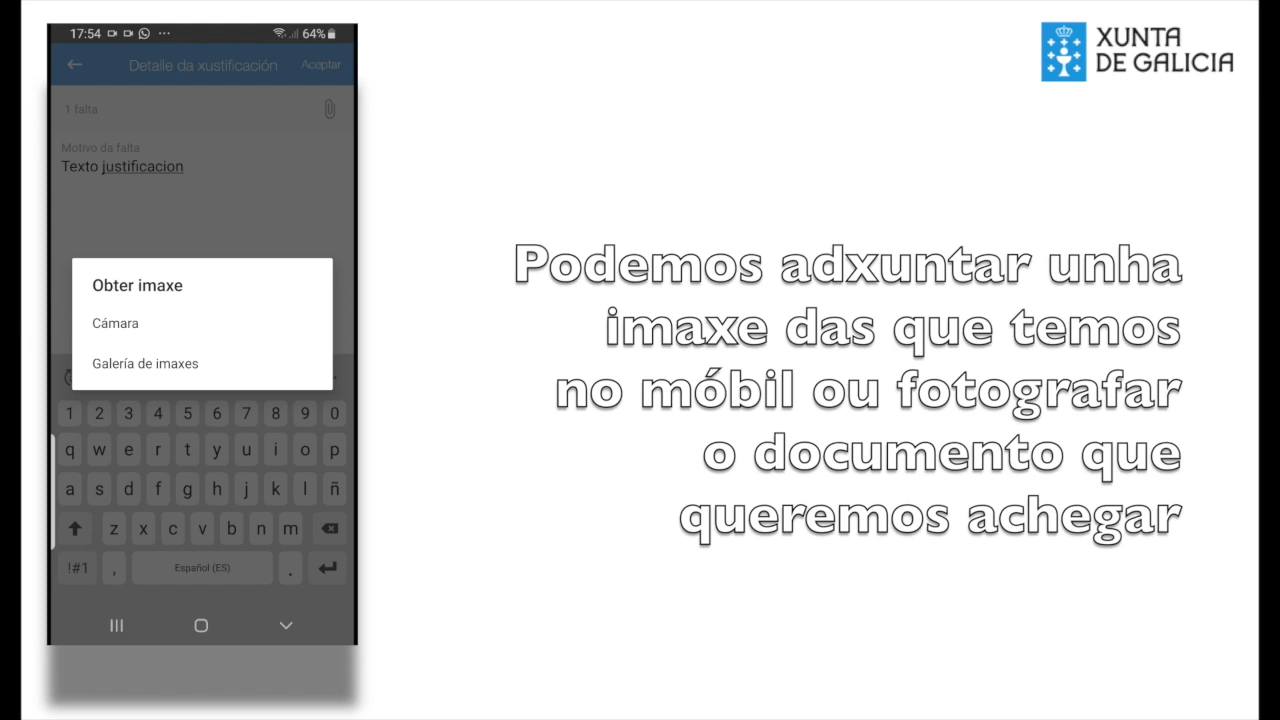 17:54 ... 64%
Detalle da xustificación Aceptar
1 falta
Motivo da falta
Texto justificacion
Obter imaxe
Cámara
Galería de imaxes
1 2 3 4 5 6 7 8 9 0
q w e r t y u i o p
a s d f g h j k l ñ
z x c v b n m
!#1 , Español (ES) .
XUNTA
DE GALICIA
Podemos adxuntar unha
imaxe das que temos
no móbil ou fotografar
o documento que
queremos achegar